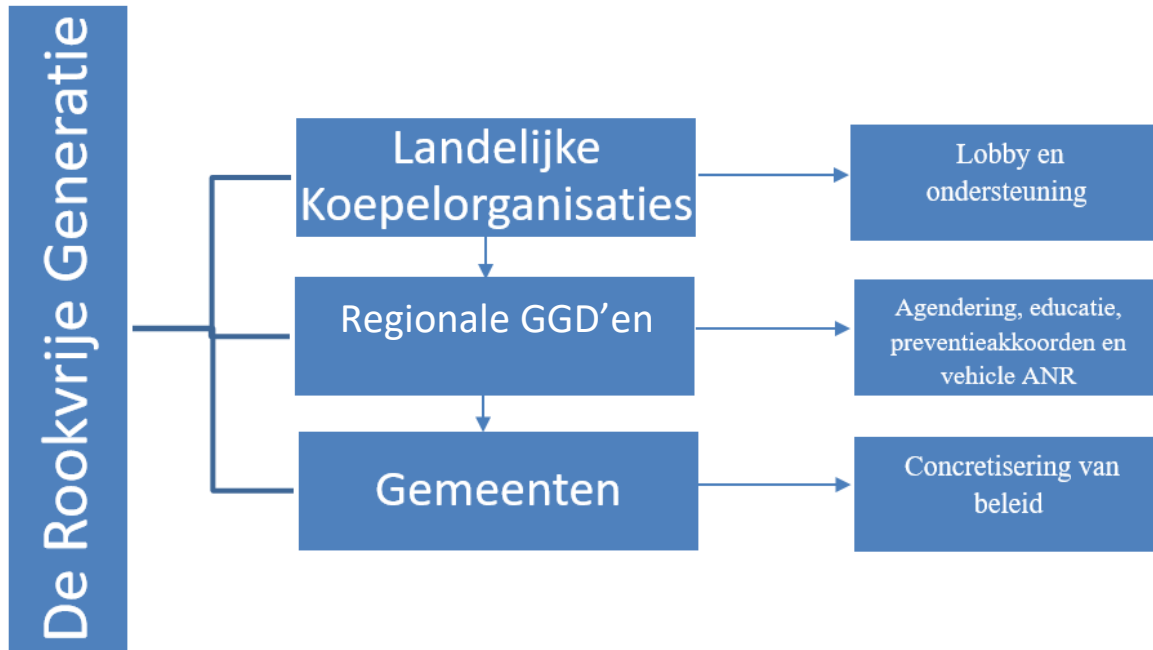 De Rookvrije Generatie
Landelijke
Koepelorganisaties
Lobby en
ondersteuning
Regionale GGD’en
Agendering, educatie,
preventieakkoorden en
vehicle ANR
Gemeenten
Concretisering van
beleid